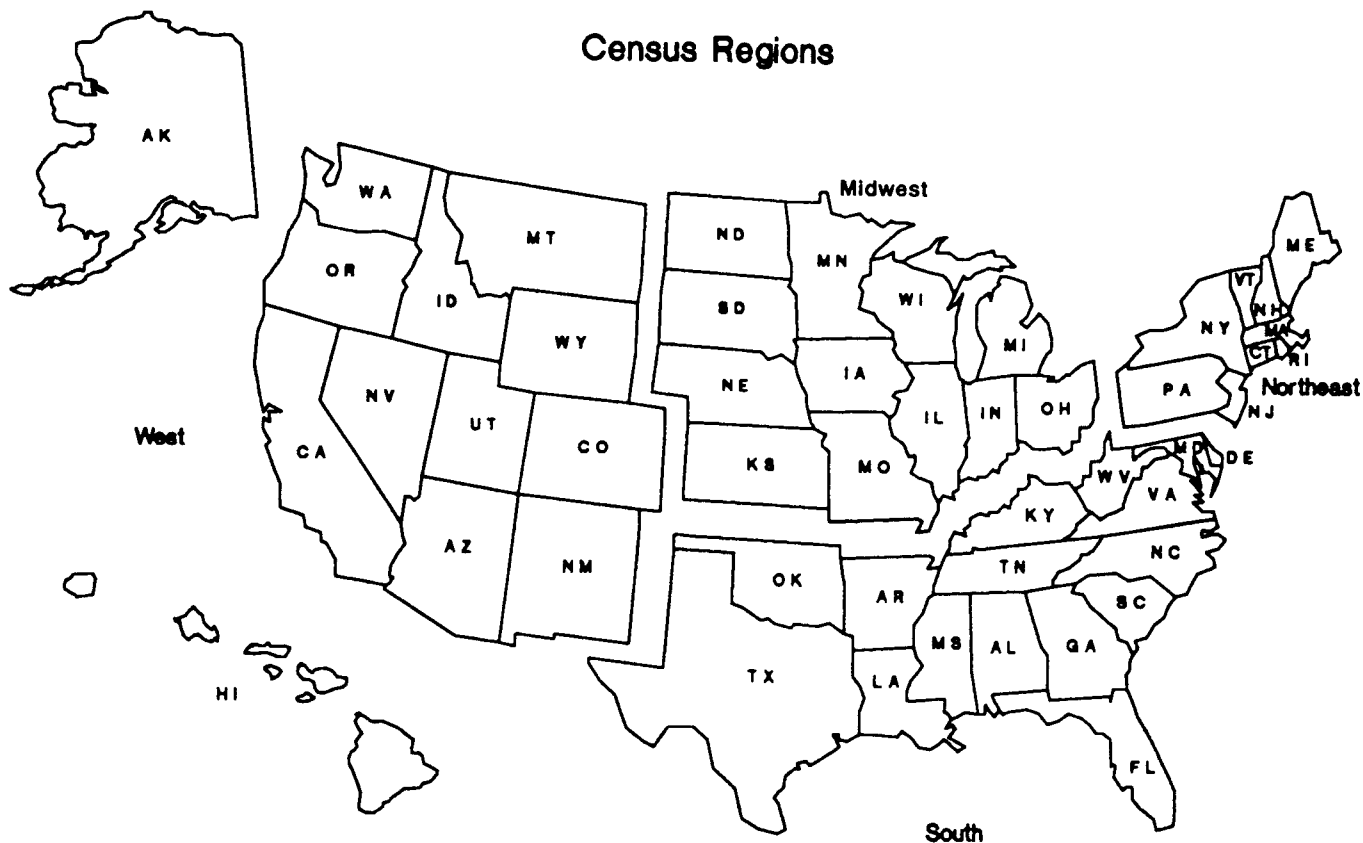 Census Regions
AK
WA
MT
ND
Midwest
MN
ME
OR
ID
SD
WI
VT
NH
NY
MA
WY
MI
CT
RI
NE
IA
PA
Northeast
NV
UT
IL
IN
OH
NJ
West
CA
CO
KS
MO
MD
DE
WV
VA
KY
AZ
NM
OK
TN
NC
AR
SC
MS
AL
GA
TX
LA
HI
FL
South